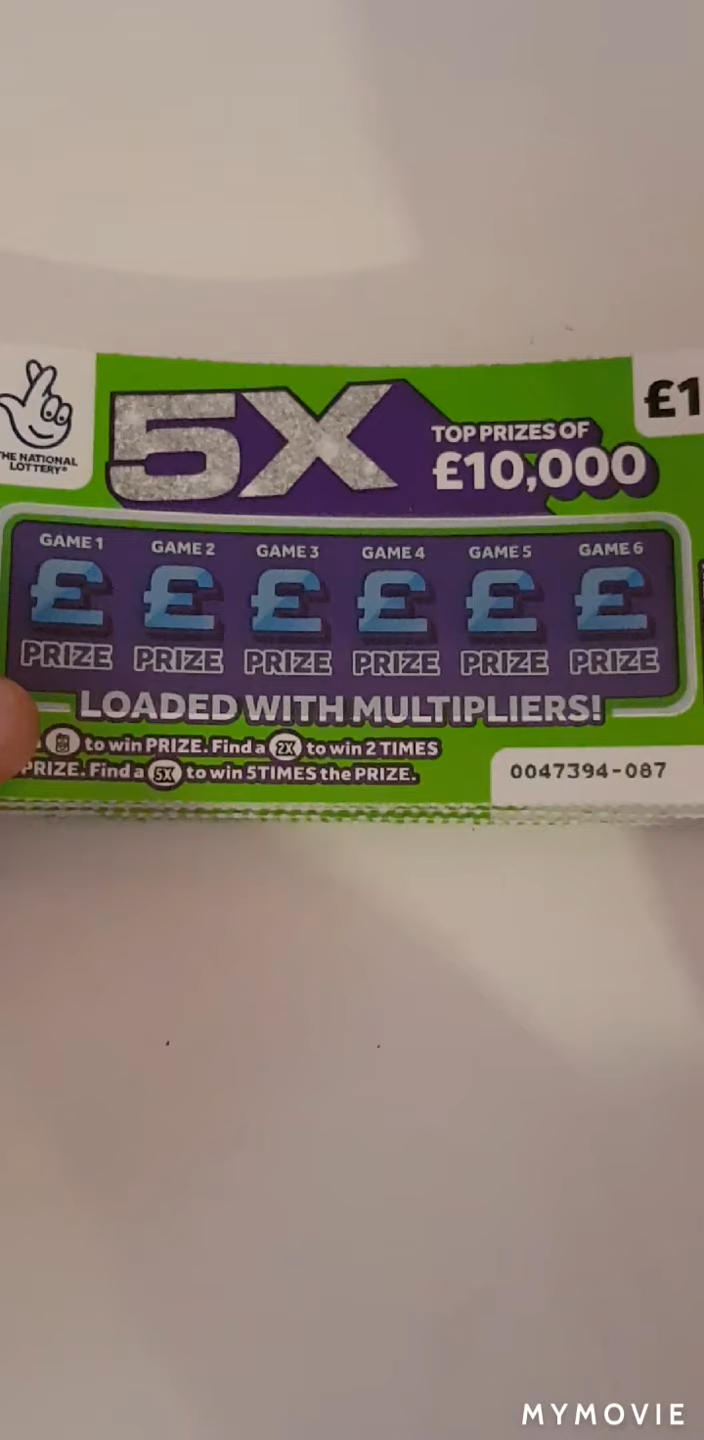 THE NATIONAL
LOTTERY®
5X
TOP PRIZES OF
£10,000
£1
GAME 1
GAME 2
GAME 3
GAME 4
GAME 5
GAME 6
£
£
£
£
£
£
PRIZE
PRIZE
PRIZE
PRIZE
PRIZE
PRIZE
LOADED WITH MULTIPLIERS!
to win PRIZE. Find a 2X to win 2 TIMES
PRIZE. Find a 5X to win 5 TIMES the PRIZE.
0047394-087
MYMOVIE